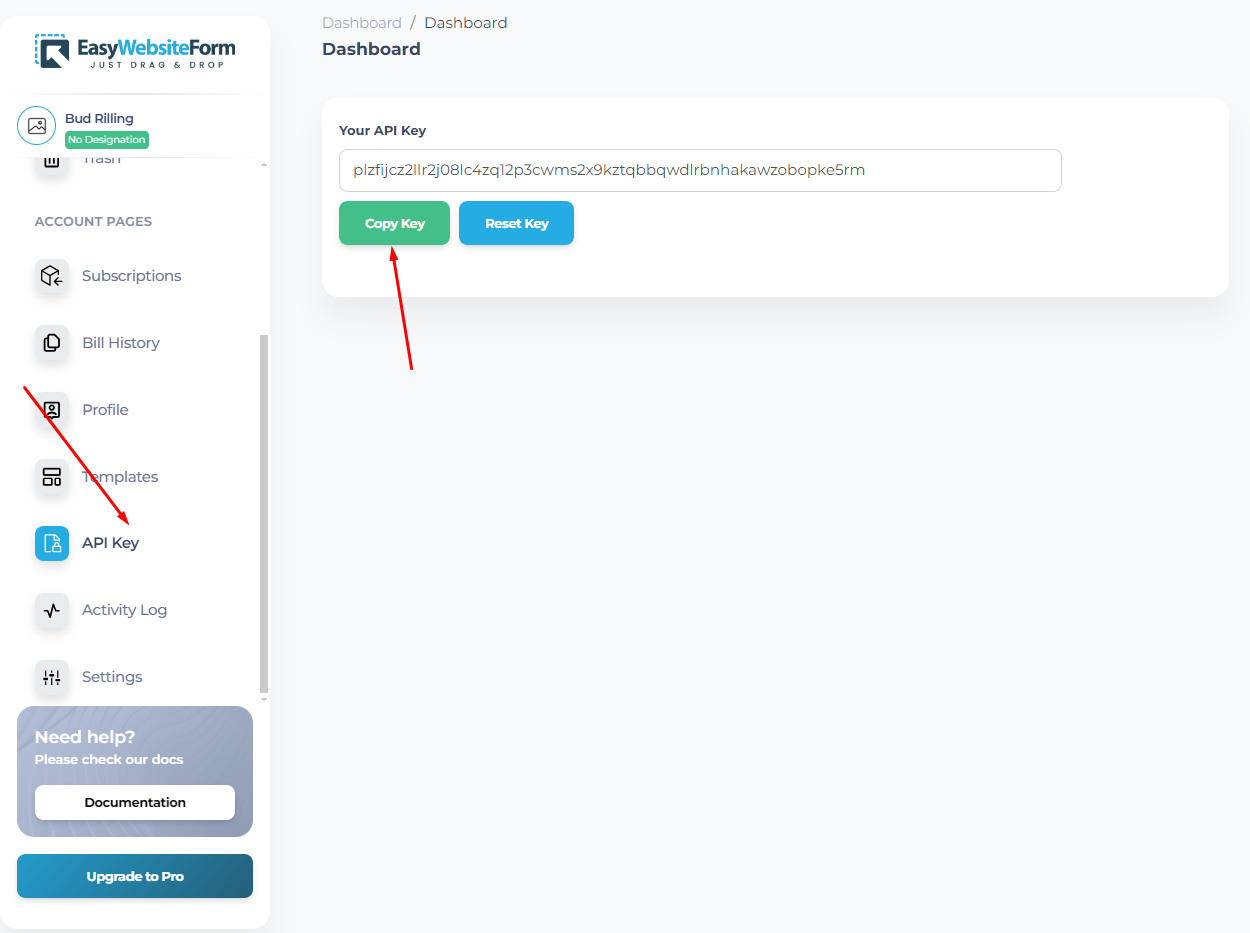 Dashboard / Dashboard
Dashboard
EasyWebsiteForm
JUST DRAG & DROP
Bud Rilling
No Designation
Trash
ACCOUNT PAGES
Subscriptions
Bill History
Profile
Templates
API Key
Activity Log
Settings
Need help?
Please check our docs
Documentation
Upgrade to Pro
Your API Key
plzfijcz2llr2j08lc4zq12p3cwms2x9kztqbbqwdlrbnhakawzobopke5rm
Copy Key
Reset Key